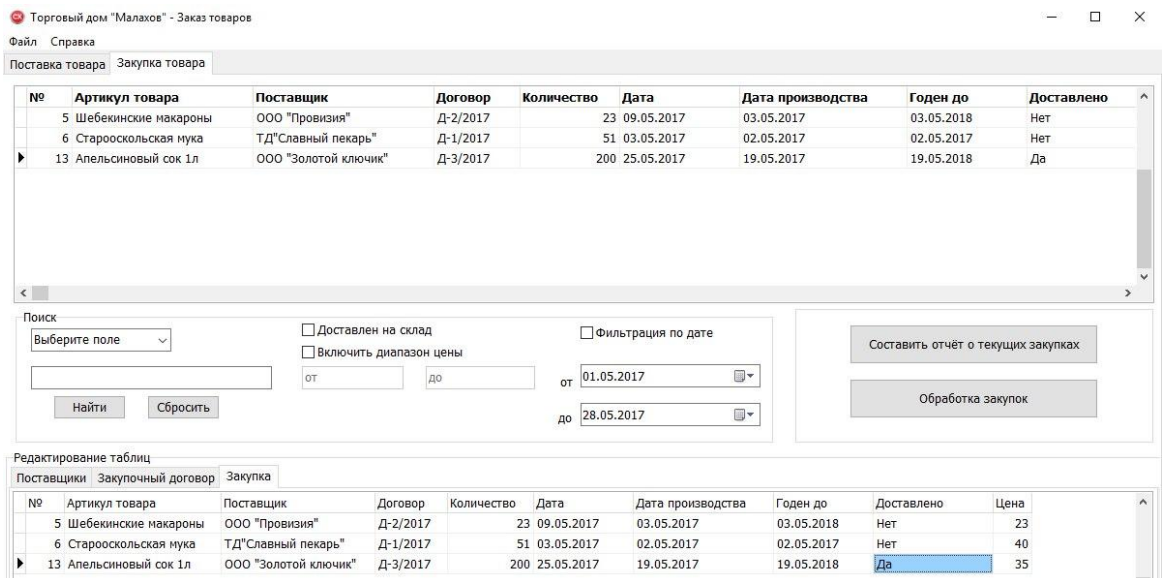 Торговый дом "Малахов" - Заказ товаров
Файл Справка
Поставка товара Закупка товара
№ Артикул товара Поставщик Договор Количество Дата Дата производства Годен до Доставлено
5 Шебекинские макароны ООО "Провизия" Д-2/2017 23 09.05.2017 03.05.2017 03.05.2018 Нет
6 Старооскольская мука ТД"Славный пекарь" Д-1/2017 51 03.05.2017 02.05.2017 02.05.2017 Нет
13 Апельсиновый сок 1л ООО "Золотой ключик" Д-3/2017 200 25.05.2017 19.05.2017 19.05.2018 Да
Поиск
Выберите поле
Доставлен на склад
Включить диапазон цены
от до
Найти Сбросить
Фильтрация по дате
от 01.05.2017
до 28.05.2017
Составить отчёт о текущих закупках
Обработка закупок
Редактирование таблиц
Поставщики Закупочный договор Закупка
№ Артикул товара Поставщик Договор Количество Дата Дата производства Годен до Доставлено Цена
5 Шебекинские макароны ООО "Провизия" Д-2/2017 23 09.05.2017 03.05.2017 03.05.2018 Нет 23
6 Старооскольская мука ТД"Славный пекарь" Д-1/2017 51 03.05.2017 02.05.2017 02.05.2017 Нет 40
13 Апельсиновый сок 1л ООО "Золотой ключик" Д-3/2017 200 25.05.2017 19.05.2017 19.05.2018 Да 35